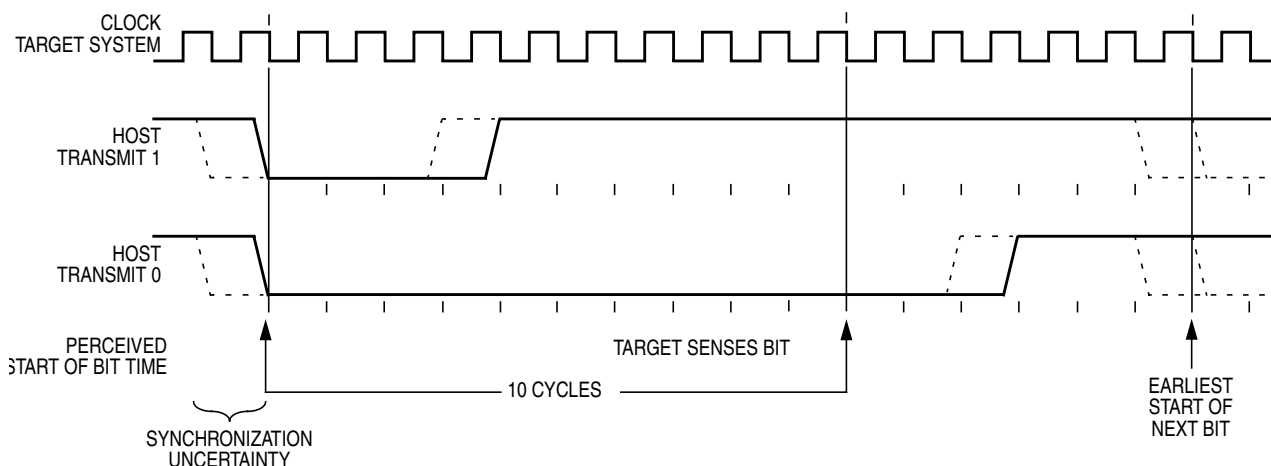 CLOCK
TARGET SYSTEM
HOST
TRANSMIT 1
HOST
TRANSMIT 0
PERCEIVED
START OF BIT TIME
TARGET SENSES BIT
10 CYCLES
EARLIEST
START OF
NEXT BIT
SYNCHRONIZATION
UNCERTAINTY